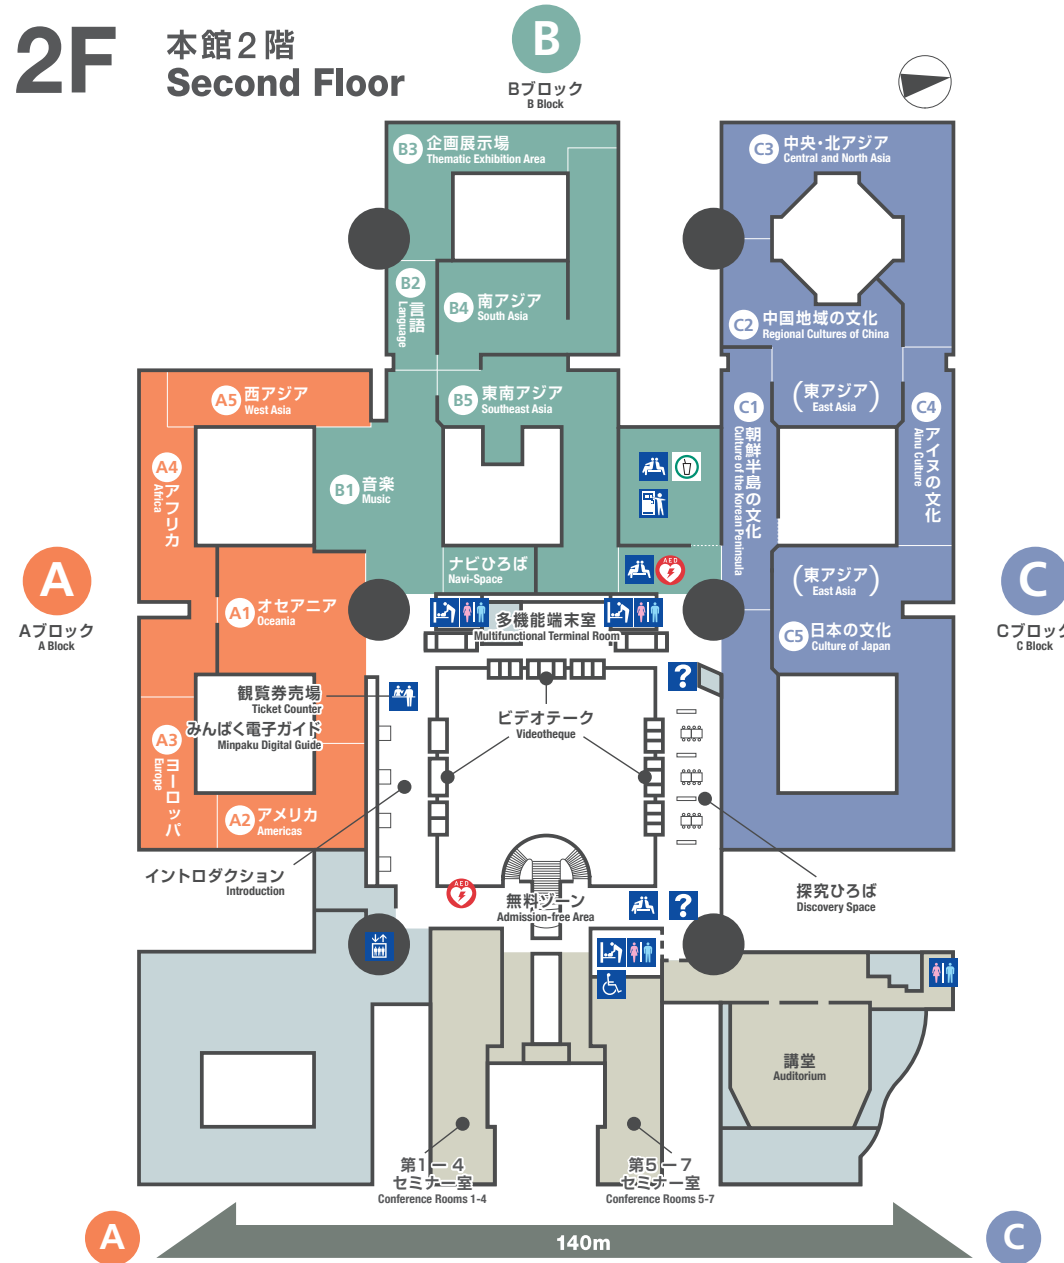 2F
本館2階
Second Floor
B
Bブロック
B Block
B3 企画展示場
Thematic Exhibition Area
C3 中央・北アジア
Central and North Asia
B2
言語
Language
B4 南アジア
South Asia
C2 中国地域の文化
Regional Cultures of China
A5 西アジア
West Asia
B5 東南アジア
Southeast Asia
(東アジア)
East Asia
C1
朝鮮半島の文化
Culture of the Korean Peninsula
C4
アイヌの文化
Ainu Culture
A4
アフリカ
Africa
B1 音楽
Music
ナビひろば
Navi-Space
AED
A
Aブロック
A Block
A1 オセアニア
Oceania
多機能端末室
Multifunctional Terminal Room
(東アジア)
East Asia
C5 日本の文化
Culture of Japan
C
Cブロック
C Block
観覧券売場
Ticket Counter
みんぱく電子ガイド
Minpaku Digital Guide
?
ビデオテーク
Videotheque
A3
ヨーロッパ
Europe
A2 アメリカ
Americas
イントロダクション
Introduction
AED
無料ゾーン
Admission-free Area
?
探究ひろば
Discovery Space
講堂
Auditorium
第1ー4
セミナー室
Conference Rooms 1-4
第5ー7
セミナー室
Conference Rooms 5-7
A
140m
C